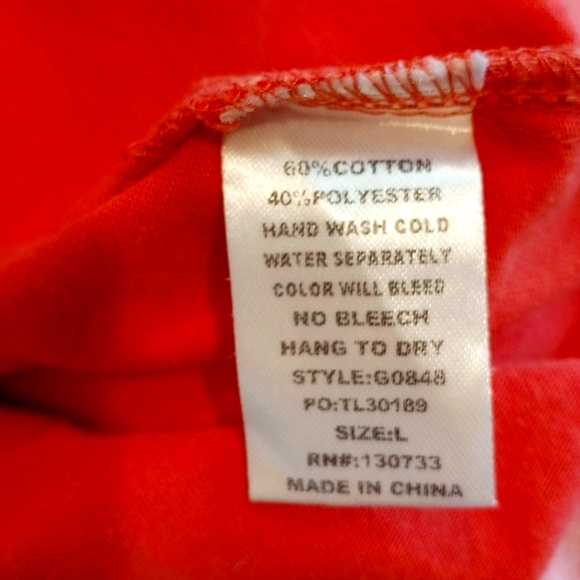 60%COTTON
40%POLYESTER
HAND WASH COLD
WATER SEPARATELY
COLOR WILL BLEED
NO BLEECH
HANG TO DRY
STYLE:G0848
PO:TL30189
SIZE:L
RN#:130733
MADE IN CHINA